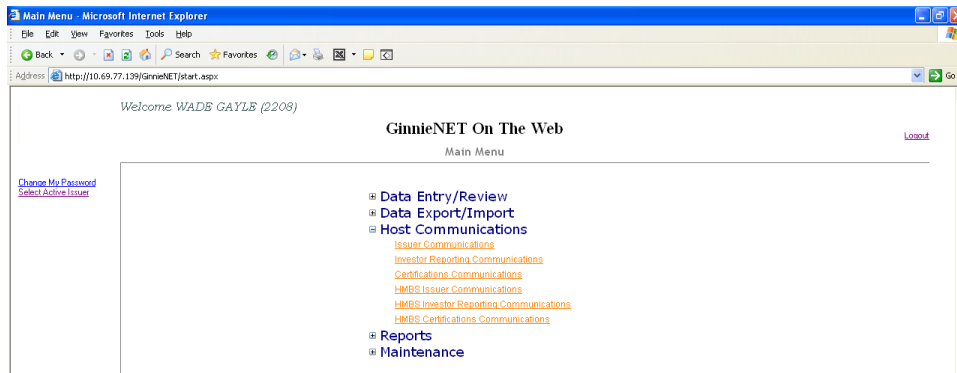 Main Menu - Microsoft Internet Explorer
File Edit View Favorites Tools Help
Back Search Favorites
Address http://10.69.77.139/GinnieNET/start.aspx Go
Welcome WADE GAYLE (2208)
GinnieNET On The Web
Logout
Main Menu
Change My Password
Select Active Issuer
Data Entry/Review
Data Export/Import
Host Communications
Issuer Communications
Investor Reporting Communications
Certifications Communications
HMBS Issuer Communications
HMBS Investor Reporting Communications
HMBS Certifications Communications
Reports
Maintenance